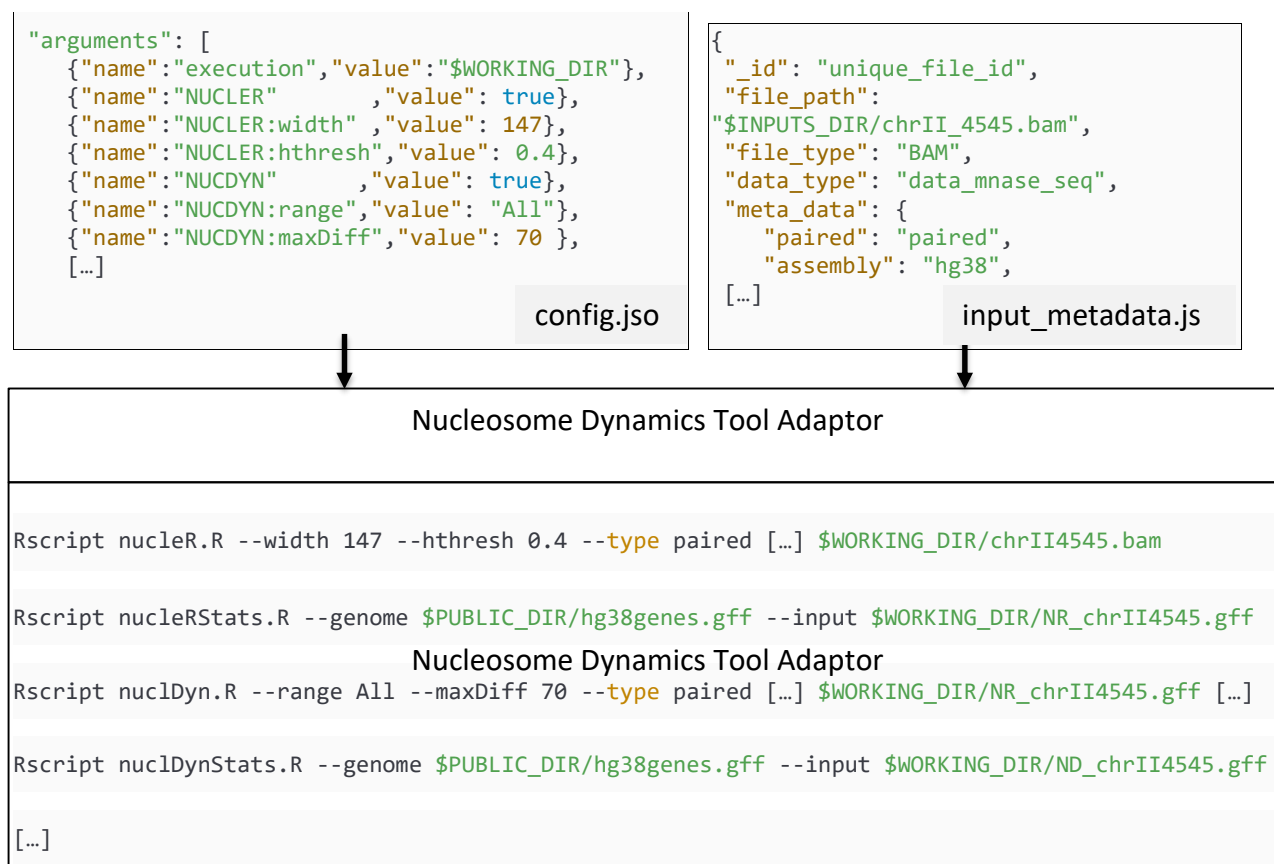 "arguments": [
{"name":"execution","value":"$WORKING_DIR"},
{"name":"NUCLER" ,"value": true},
{"name":"NUCLER:width" ,"value": 147},
{"name":"NUCLER:hthresh","value": 0.4},
{"name":"NUCDYN" ,"value": true},
{"name":"NUCDYN:range","value": "All"},
{"name":"NUCDYN:maxDiff","value": 70 },
[…]
config.jso
{
"_id": "unique_file_id",
"file_path":
"$INPUTS_DIR/chrII_4545.bam",
"file_type": "BAM",
"data_type": "data_mnase_seq",
"meta_data": {
"paired": "paired",
"assembly": "hg38",
[…]
input_metadata.js
Nucleosome Dynamics Tool Adaptor
Rscript nucleR.R --width 147 --hthresh 0.4 --type paired […] $WORKING_DIR/chrII4545.bam
Rscript nucleRStats.R --genome $PUBLIC_DIR/hg38genes.gff --input $WORKING_DIR/NR_chrII4545.gff
Nucleosome Dynamics Tool Adaptor
Rscript nuclDyn.R --range All --maxDiff 70 --type paired […] $WORKING_DIR/NR_chrII4545.gff […]
Rscript nuclDynStats.R --genome $PUBLIC_DIR/hg38genes.gff --input $WORKING_DIR/ND_chrII4545.gff
[…]